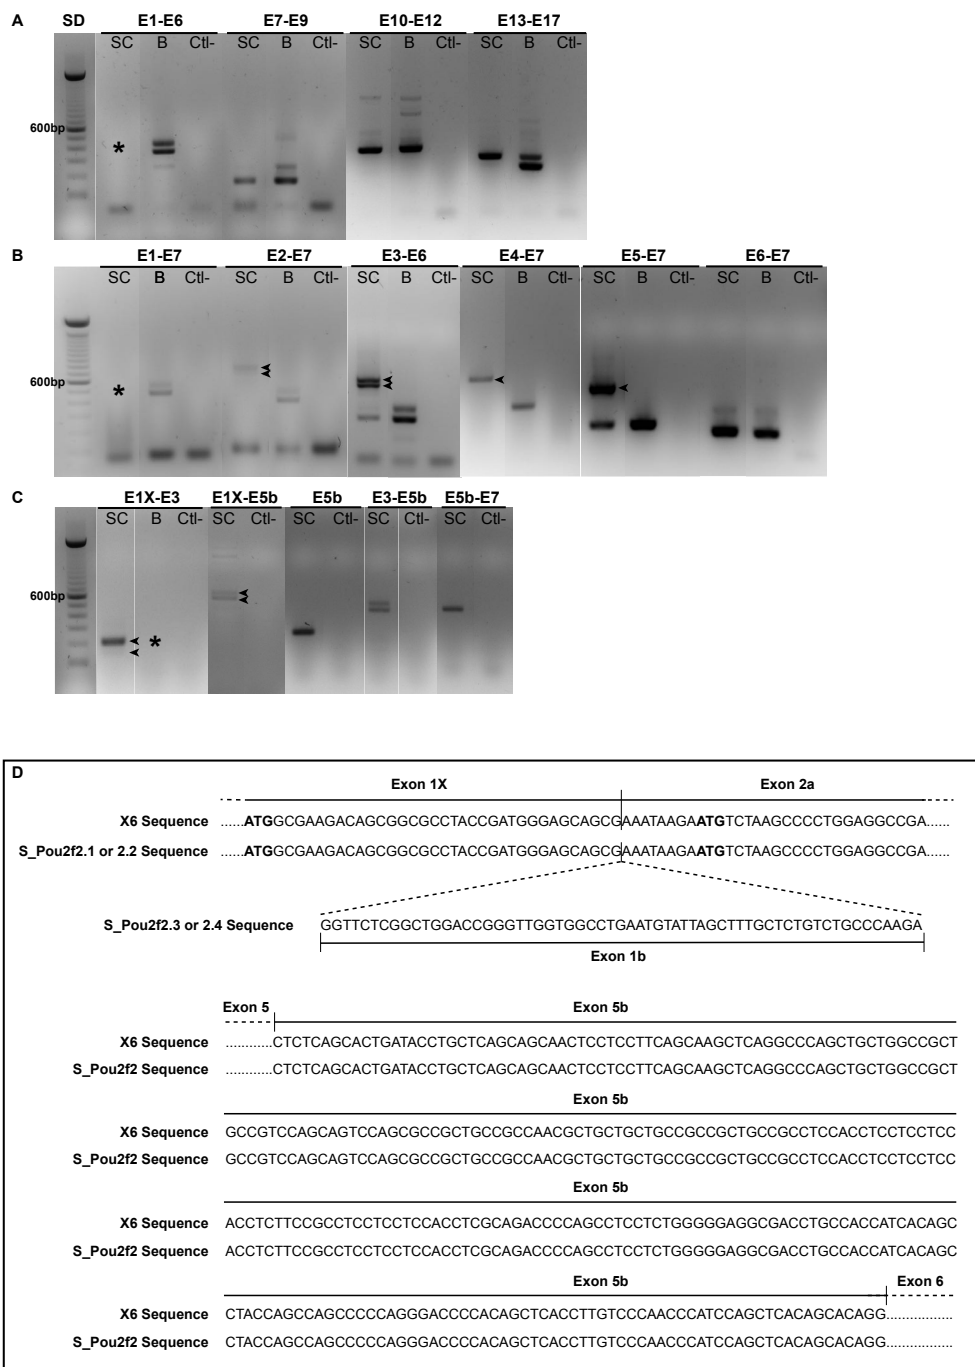 A SD E1-E6 E7-E9 E10-E12 E13-E17
SC B Ctl- SC B Ctl- SC B Ctl- SC B Ctl-
600bp
*
B E1-E7 E2-E7 E3-E6 E4-E7 E5-E7 E6-E7
SC B Ctl- SC B Ctl- SC B Ctl- SC B Ctl- SC B Ctl- SC B Ctl-
600bp
*
C E1X-E3 E1X-E5b E5b E3-E5b E5b-E7
SC B Ctl- SC Ctl- SC Ctl- SC Ctl- SC Ctl-
600bp
*
D
Exon 1X Exon 2a
X6 Sequence ......ATGGCGAAGACAGCGGCGCCTACCGATGGGAGCAGCGAAATAAGAATGTCTAAGCCCCTGGAGGCCGA......
S_Pou2f2.1 or 2.2 Sequence ......ATGGCGAAGACAGCGGCGCCTACCGATGGGAGCAGCGAAATAAGAATGTCTAAGCCCCTGGAGGCCGA......
S_Pou2f2.3 or 2.4 Sequence GGTTCTCGGCTGGACCGGGTTGGTGGCCTGAATGTATTAGCTTTGCTCTGTCTGCCCAAGA
Exon 1b
Exon 5 Exon 5b
X6 Sequence ............CTCTCAGCACTGATACCTGCTCAGCAGCAACTCCTCCTTCAGCAAGCTCAGGCCCAGCTGCTGGCCGCT
S_Pou2f2 Sequence ............CTCTCAGCACTGATACCTGCTCAGCAGCAACTCCTCCTTCAGCAAGCTCAGGCCCAGCTGCTGGCCGCT
Exon 5b
X6 Sequence GCCGTCCAGCAGTCCAGCGCCGCTGCCGCCAACGCTGCTGCTGCCGCCGCTGCCGCCTCCACCTCCTCCTCC
S_Pou2f2 Sequence GCCGTCCAGCAGTCCAGCGCCGCTGCCGCCAACGCTGCTGCTGCCGCCGCTGCCGCCTCCACCTCCTCCTCC
Exon 5b
X6 Sequence ACCTCTTCCGCCTCCTCCTCCACCTCGCAGACCCCAGCCTCCTCTGGGGGAGGCGACCTGCCACCATCACAGC
S_Pou2f2 Sequence ACCTCTTCCGCCTCCTCCTCCACCTCGCAGACCCCAGCCTCCTCTGGGGGAGGCGACCTGCCACCATCACAGC
Exon 5b Exon 6
X6 Sequence CTACCAGCCAGCCCCCAGGGACCCCACAGCTCACCTTGTCCCAACCCATCCAGCTCACAGCACAGG................
S_Pou2f2 Sequence CTACCAGCCAGCCCCCAGGGACCCCACAGCTCACCTTGTCCCAACCCATCCAGCTCACAGCACAGG................